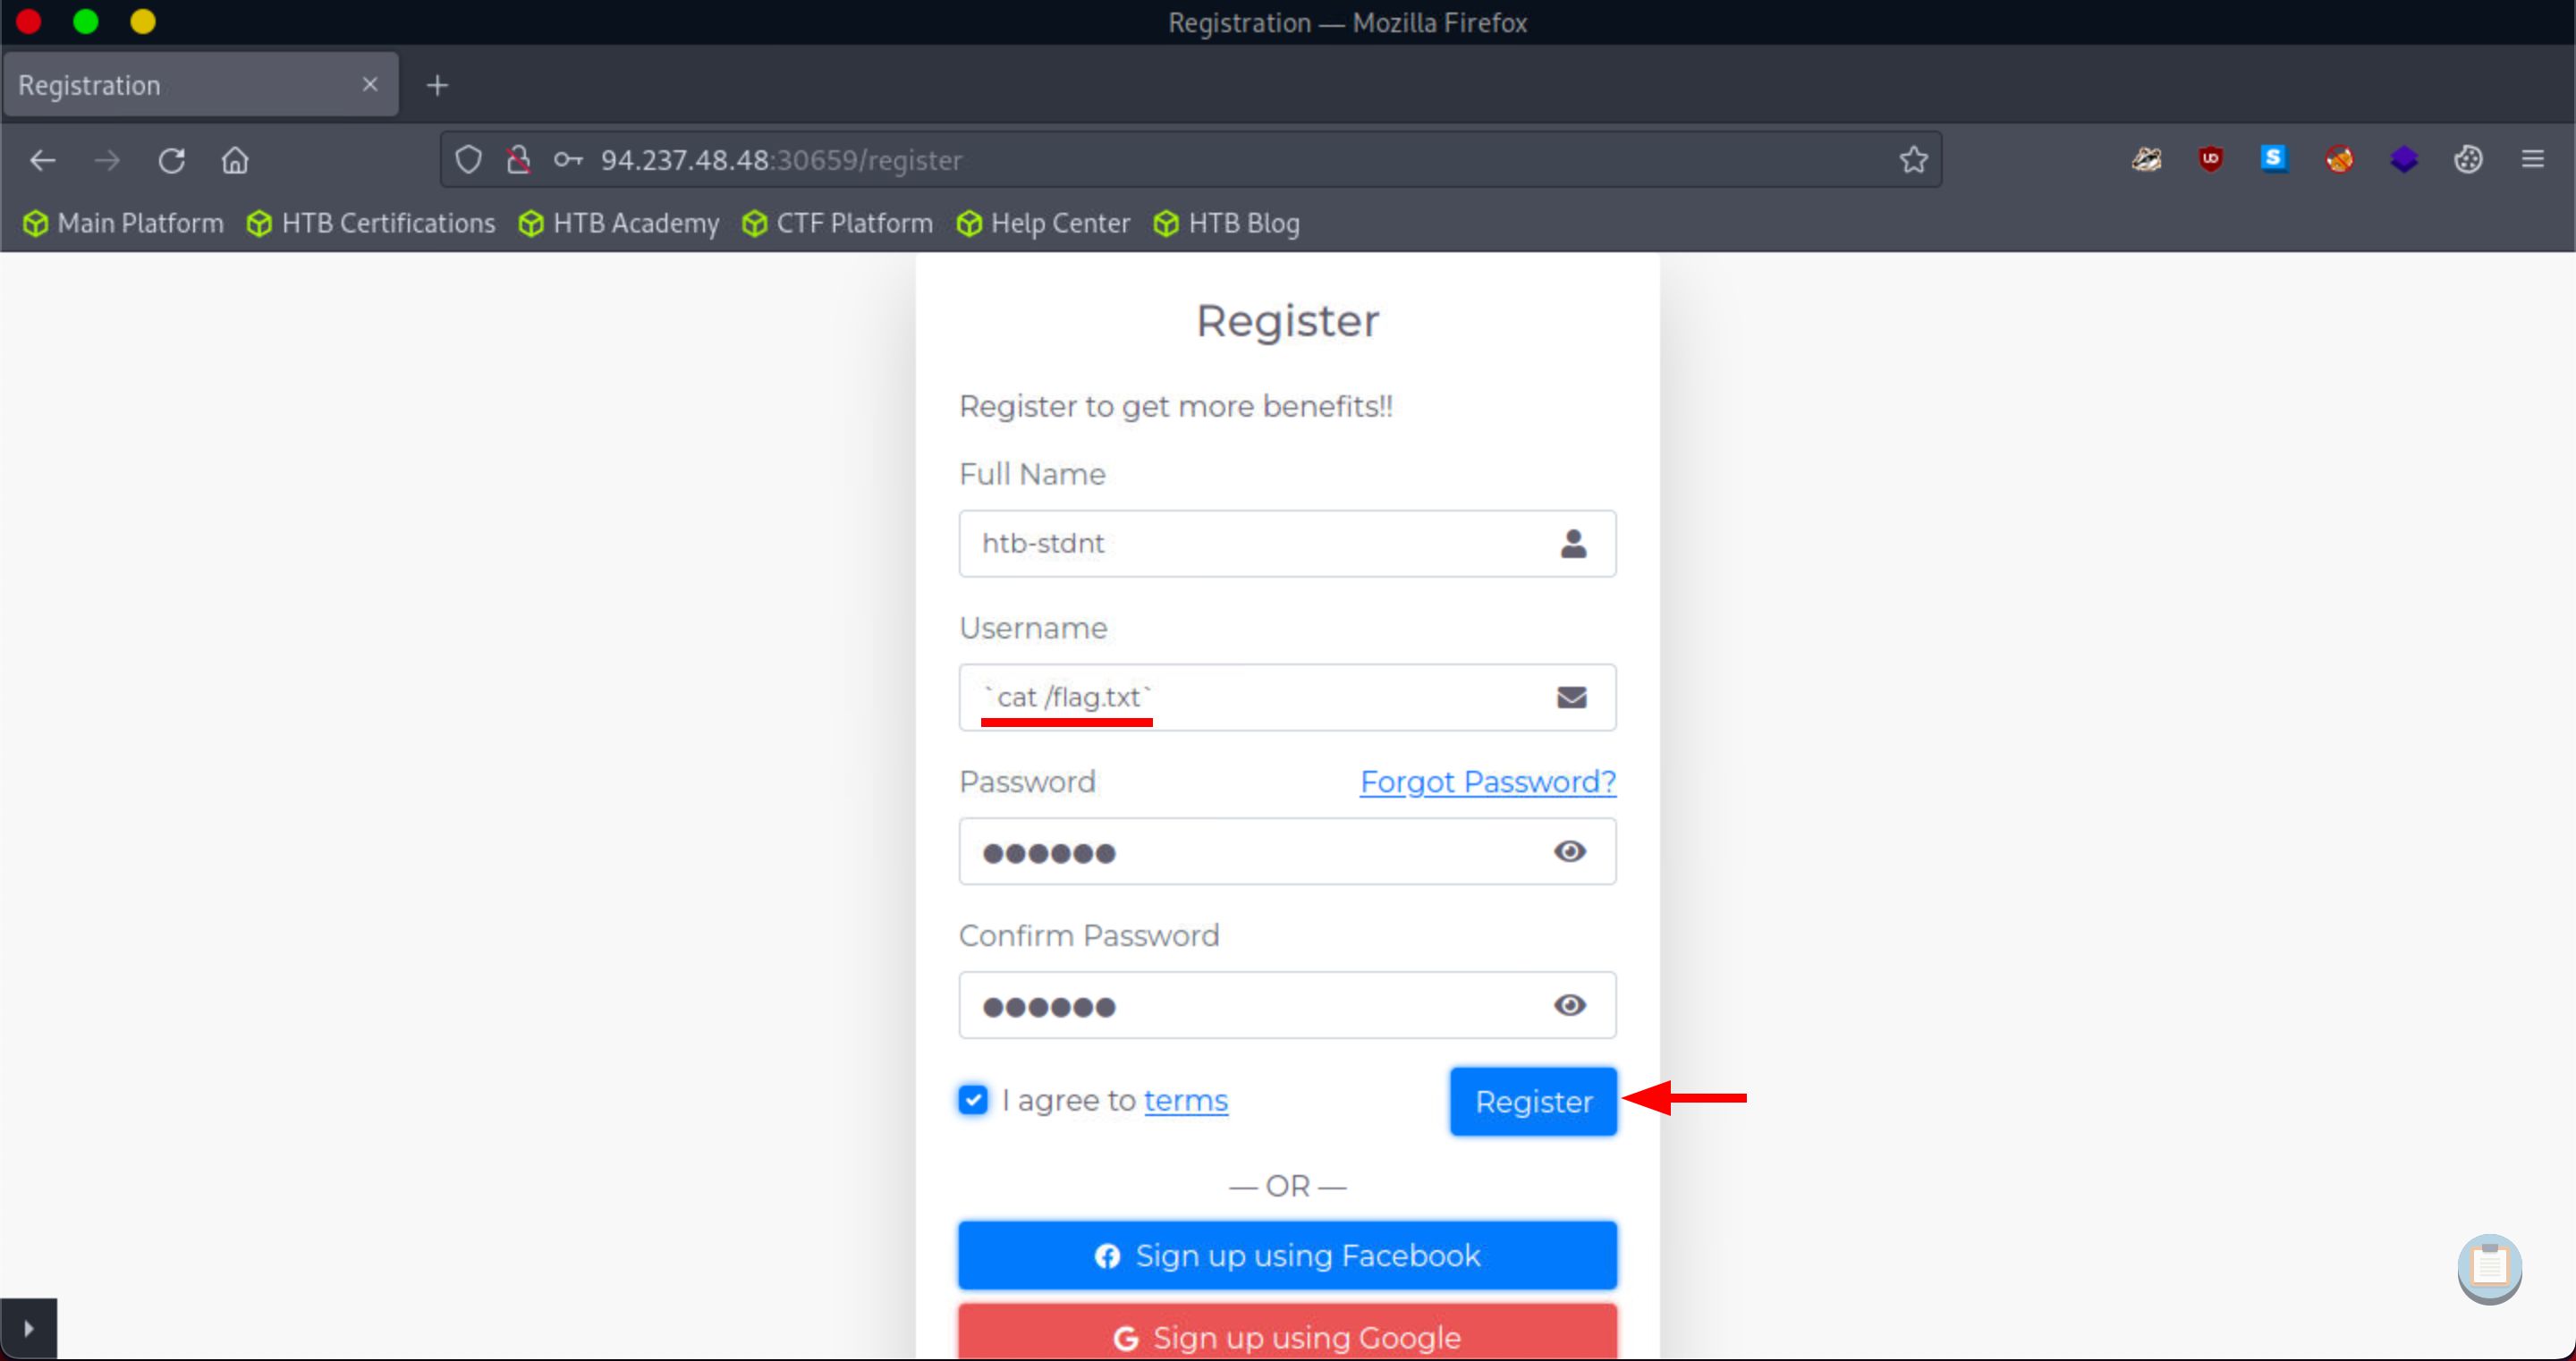 Registration — Mozilla Firefox
Registration
94.237.48.48:30659/register
Main Platform HTB Certifications HTB Academy CTF Platform Help Center HTB Blog
Register
Register to get more benefits!!
Full Name
htb-stdnt
Username
`cat /flag.txt`
Password Forgot Password?
Confirm Password
I agree to terms Register
— OR —
Sign up using Facebook
Sign up using Google